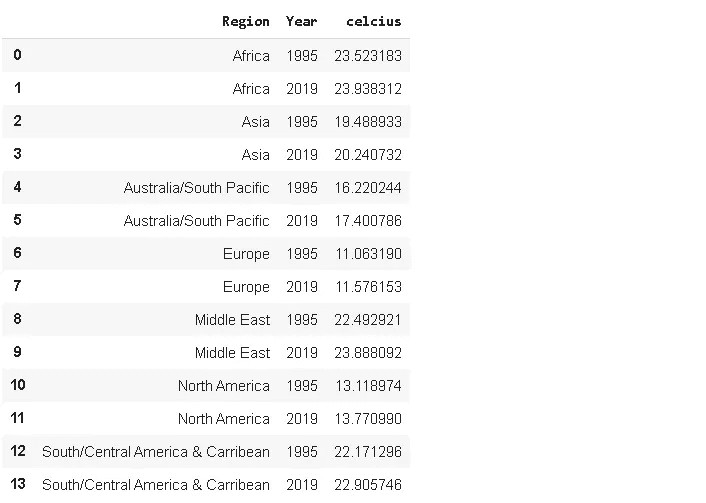 Region Year celcius
0 Africa 1995 23.523183
1 Africa 2019 23.938312
2 Asia 1995 19.488933
3 Asia 2019 20.240732
4 Australia/South Pacific 1995 16.220244
5 Australia/South Pacific 2019 17.400786
6 Europe 1995 11.063190
7 Europe 2019 11.576153
8 Middle East 1995 22.492921
9 Middle East 2019 23.888092
10 North America 1995 13.118974
11 North America 2019 13.770990
12 South/Central America & Carribean 1995 22.171296
13 South/Central America & Carribean 2019 22.905746